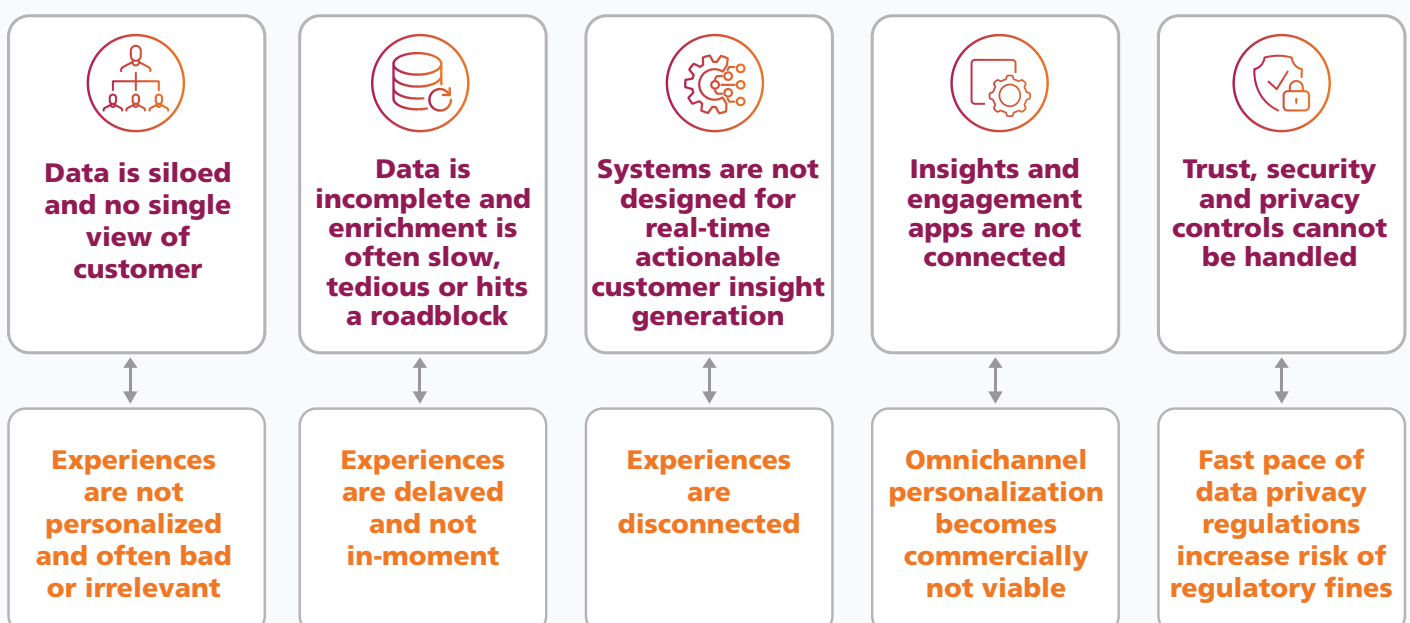 Data is siloed
and no single
view of
customer
Data is
incomplete and
enrichment is
often slow,
tedious or hits
a roadblock
Systems are not
designed for
real-time
actionable
customer insight
generation
Insights and
engagement
apps are not
connected
Trust, security
and privacy
controls cannot
be handled
Experiences
are not
personalized
and often bad
or irrelevant
Experiences
are delaved
and not
in-moment
Experiences
are
disconnected
Omnichannel
personalization
becomes
commercially
not viable
Fast pace of
data privacy
regulations
increase risk of
regulatory fines